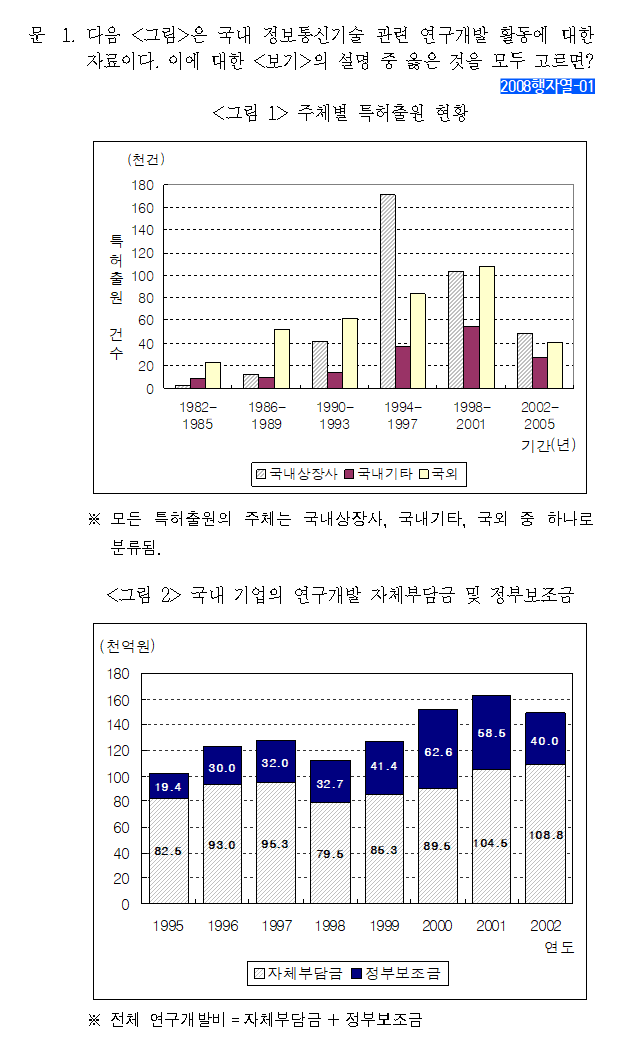 문 1. 다음 <그림>은 국내 정보통신기술 관련 연구개발 활동에 대한
자료이다. 이에 대한 <보기>의 설명 중 옳은 것을 모두 고르면?
2008행자열-01
<그림 1> 주체별 특허출원 현황
(천건)
특허출원 건수
180
160
140
120
100
80
60
40
20
0
1982-1985
1986-1989
1990-1993
1994-1997
1998-2001
2002-2005
기간(년)
국내상장사 국내기타 국외
※ 모든 특허출원의 주체는 국내상장사, 국내기타, 국외 중 하나로
분류됨.
<그림 2> 국내 기업의 연구개발 자체부담금 및 정부보조금
(천억원)
180
160
140
120
100
80
60
40
20
0
19.4 30.0 32.0 32.7 41.4 62.6 58.5 40.0
82.5 93.0 95.3 79.5 85.3 89.5 104.5 108.8
1995 1996 1997 1998 1999 2000 2001 2002
연도
자체부담금 정부보조금
※ 전체 연구개발비 = 자체부담금 + 정부보조금